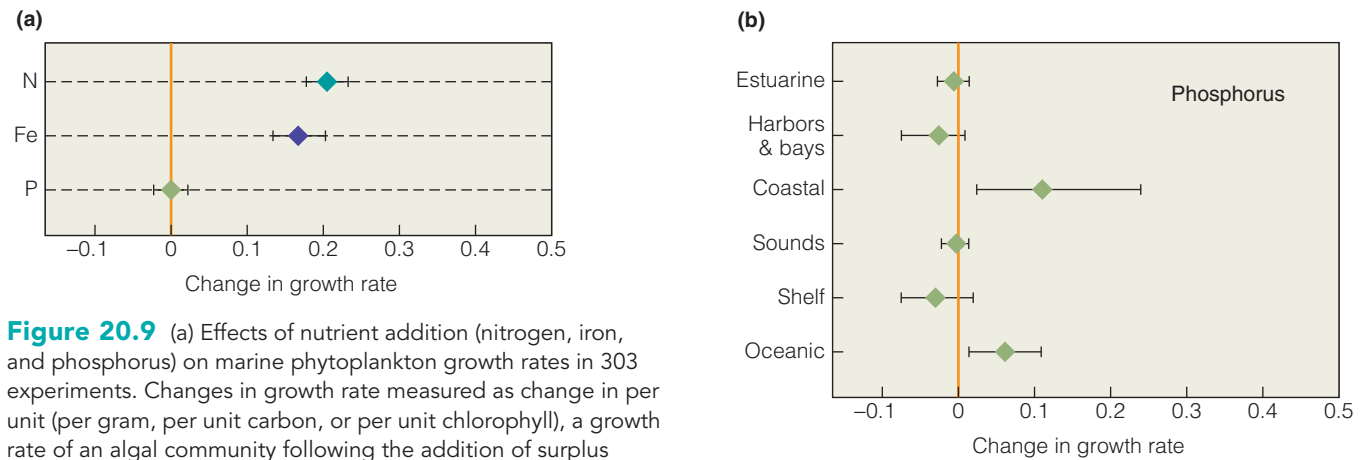 (a)
N
Fe
P
–0.1 0 0.1 0.2 0.3 0.4 0.5
Change in growth rate
Figure 20.9 (a) Effects of nutrient addition (nitrogen, iron,
and phosphorus) on marine phytoplankton growth rates in 303
experiments. Changes in growth rate measured as change in per
unit (per gram, per unit carbon, or per unit chlorophyll), a growth
rate of an algal community following the addition of surplus
(b)
Phosphorus
Estuarine
Harbors
& bays
Coastal
Sounds
Shelf
Oceanic
–0.1 0 0.1 0.2 0.3 0.4 0.5
Change in growth rate